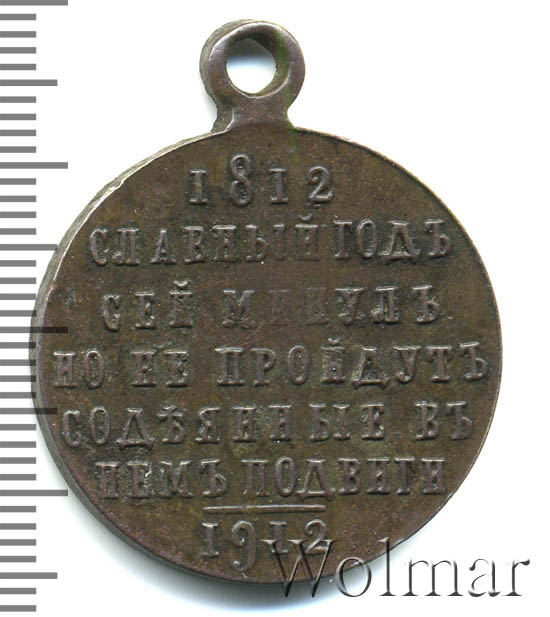 1812
СЛАВНЫЙ ГОДЪ
СЕЙ МИНУЛЪ
НО НЕ ПРОЙДУТЪ
СОДѢЯННЫЕ ВЪ
НЕМЪ ПОДВИГИ
1912
Wolmar